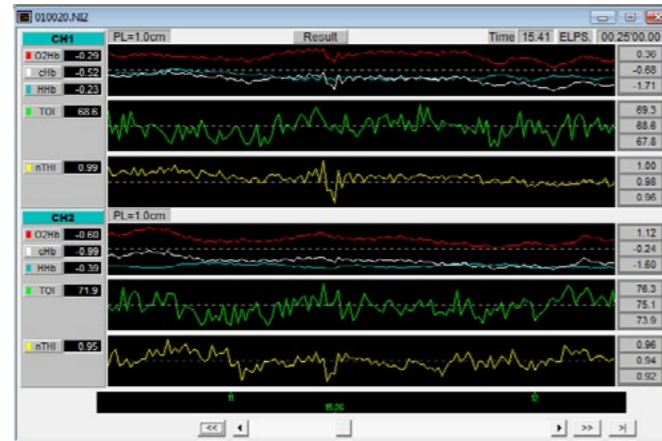 010020.NI2
CH1 PL=1.0cm Result Time 15.41 ELPS. 00.25'00.00
O2Hb -0.29 0.36
cHb -0.52 -0.68
HHb -0.23 -1.71
TOI 68.6 69.3
68.6
67.8
nTHI 0.99 1.00
0.98
0.96
CH2 PL=1.0cm
O2Hb -0.60 1.12
cHb -0.99 -0.24
HHb -0.39 -1.60
TOI 71.9 76.3
75.1
73.9
nTHI 0.95 0.96
0.94
0.92
<< >> >|